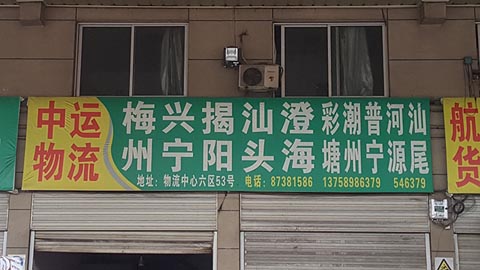 中运
物流
梅兴揭汕澄彩潮普河汕
州宁阳头海塘州宁源尾
地址：物流中心六区53号 电话：87381586 13758986379 546379
航
货